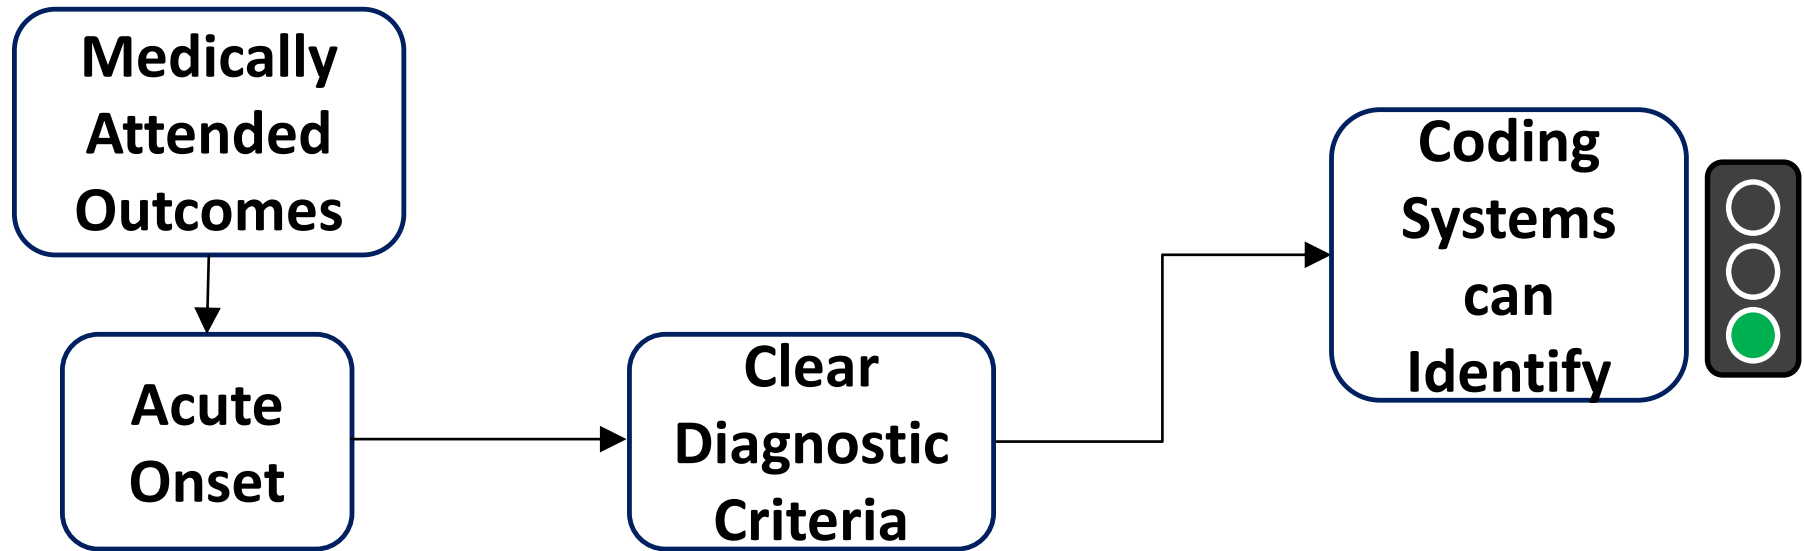 Medically
Attended
Outcomes
Acute
Onset
Clear
Diagnostic
Criteria
Coding
Systems
can
Identify